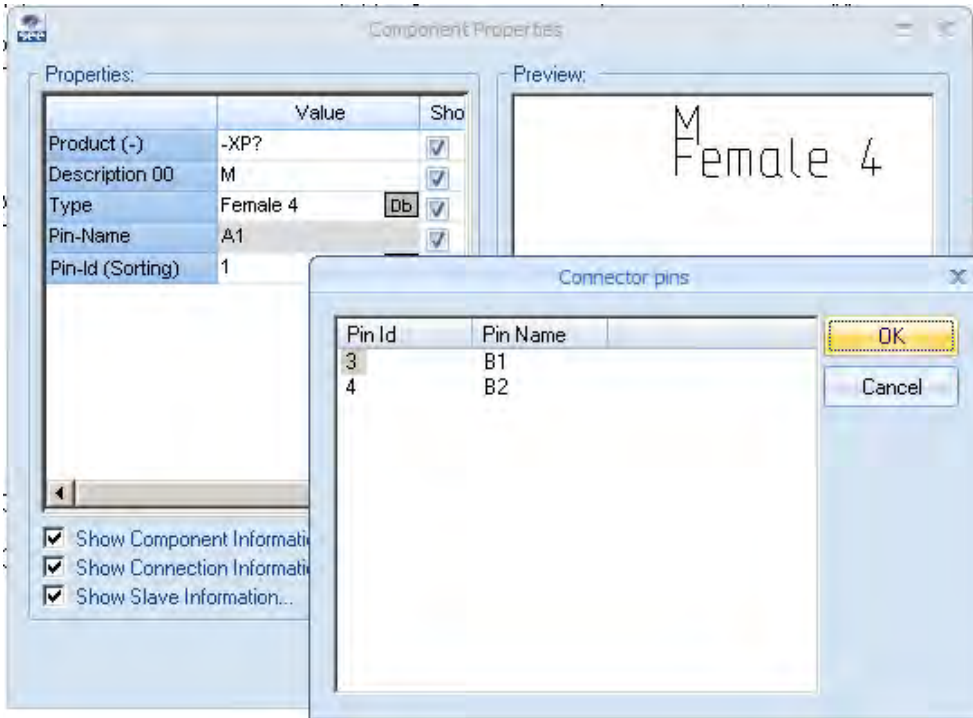 see
Component Properties
Properties:
Value Sho
Product (-) -XP?
Description 00 M
Type Female 4 Db
Pin-Name A1
Pin-Id (Sorting) 1
Show Component Informati
Show Connection Informati
Show Slave Information...
Preview:
M
Female 4
Connector pins
Pin Id Pin Name
3 B1
4 B2
OK
Cancel